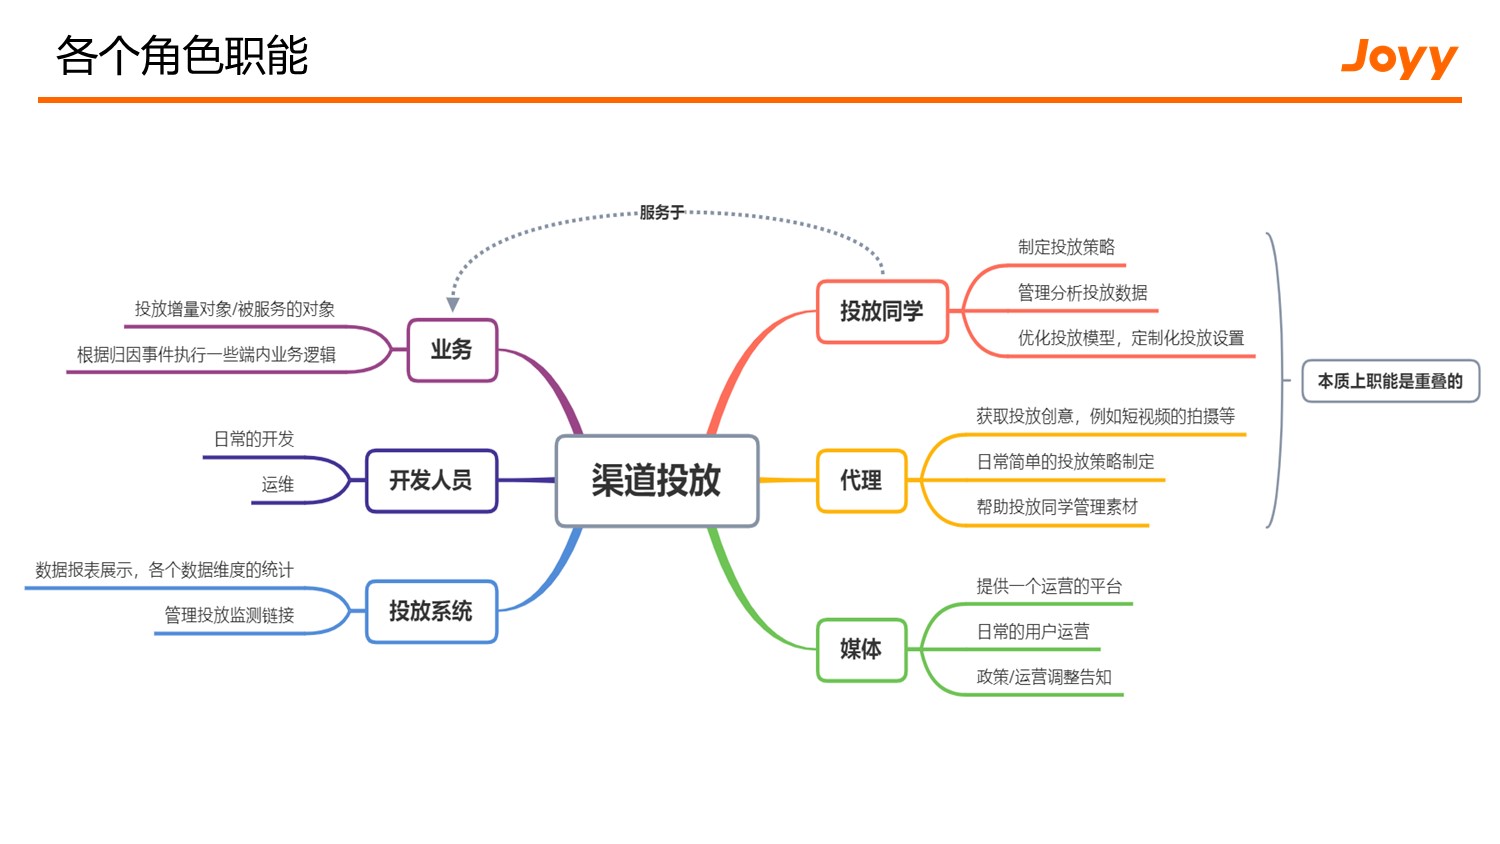 各个角色职能
Joyy
服务于
投放增量对象/被服务的对象
根据归因事件执行一些端内业务逻辑
业务
日常的开发
运维
开发人员
数据报表展示，各个数据维度的统计
管理投放监测链接
投放系统
渠道投放
投放同学
制定投放策略
管理分析投放数据
优化投放模型，定制化投放设置
代理
获取投放创意，例如短视频的拍摄等
日常简单的投放策略制定
帮助投放同学管理素材
本质上职能是重叠的
媒体
提供一个运营的平台
日常的用户运营
政策/运营调整告知